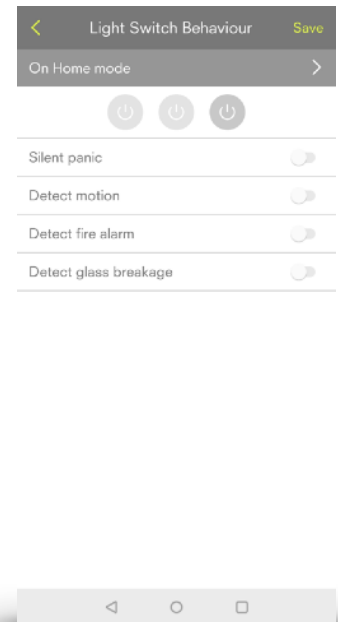 Light Switch Behaviour Save
On Home mode
Silent panic
Detect motion
Detect fire alarm
Detect glass breakage